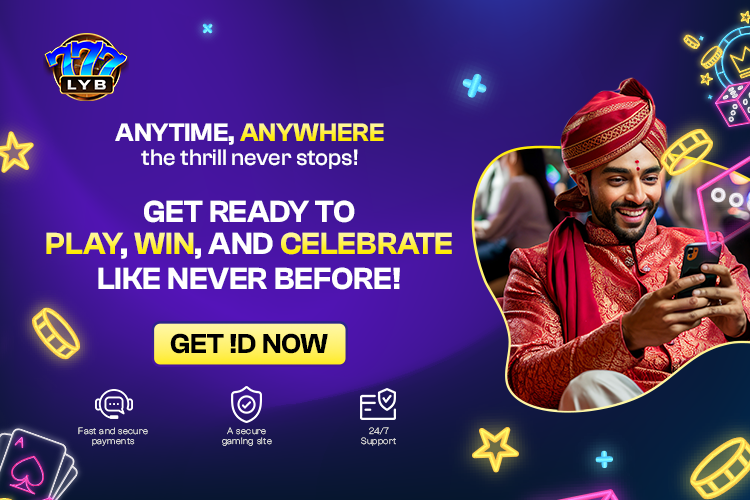 777
LYB
ANYTIME, ANYWHERE
the thrill never stops!
GET READY TO
PLAY, WIN, AND CELEBRATE
LIKE NEVER BEFORE!
GET !D NOW
Fast and secure
payments
A secure
gaming site
24/7
Support
A